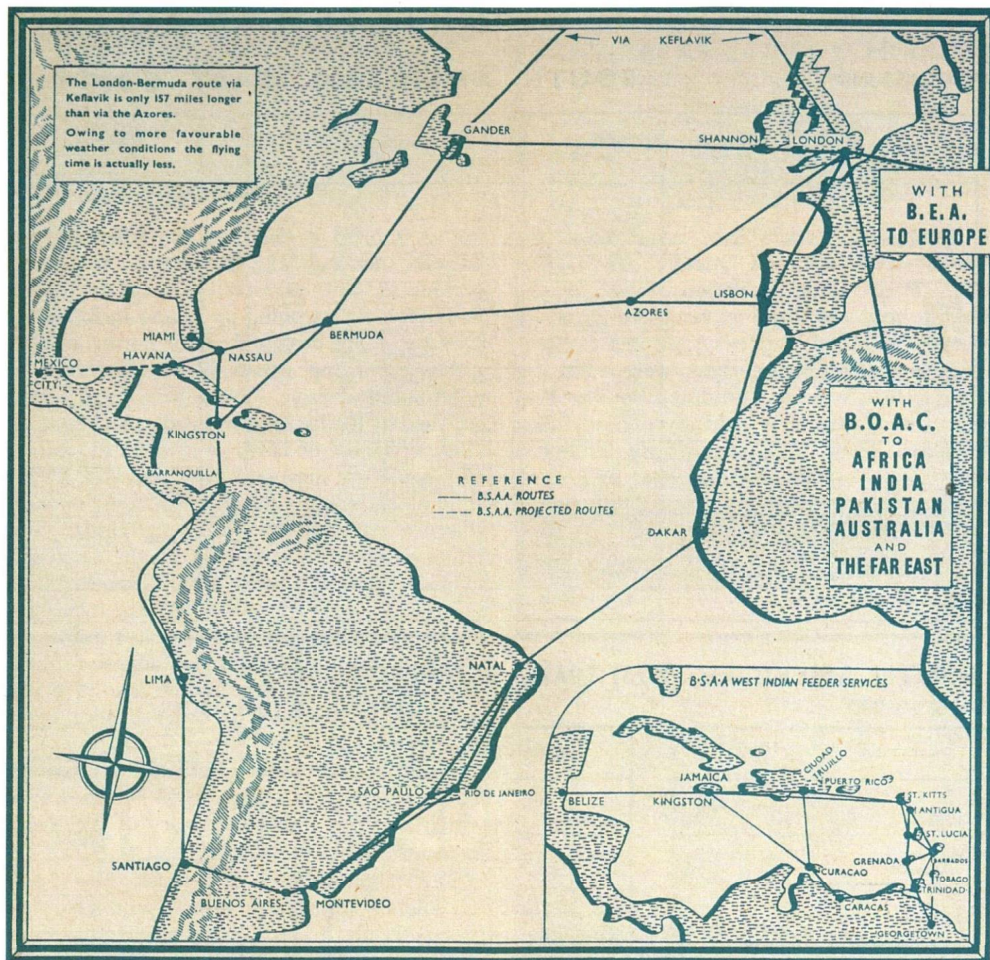 VIA KEFLAVIK
The London-Bermuda route via
Keflavik is only 157 miles longer
than via the Azores.
Owing to more favourable
weather conditions the flying
time is actually less.
GANDER
SHANNON
LONDON
WITH
B.E.A.
TO EUROPE
LISBON
AZORES
BERMUDA
MIAMI
NASSAU
HAVANA
MEXICO
CITY
KINGSTON
BARRANQUILLA
WITH
B.O.A.C.
TO
AFRICA
INDIA
PAKISTAN
AUSTRALIA
AND
THE FAR EAST
REFERENCE
B.S.A.A. ROUTES
B.S.A.A. PROJECTED ROUTES
DAKAR
NATAL
LIMA
SAO PAULO
RIO DE JANEIRO
SANTIAGO
BUENOS AIRES
MONTEVIDEO
B·S·A·A WEST INDIAN FEEDER SERVICES
CIUDAD
TRUJILLO
JAMAICA
PUERTO RICO
BELIZE
KINGSTON
ST. KITTS
ANTIGUA
ST. LUCIA
GRENADA
BARBADOS
CURACAO
TOBAGO
TRINIDAD
CARACAS
GEORGETOWN